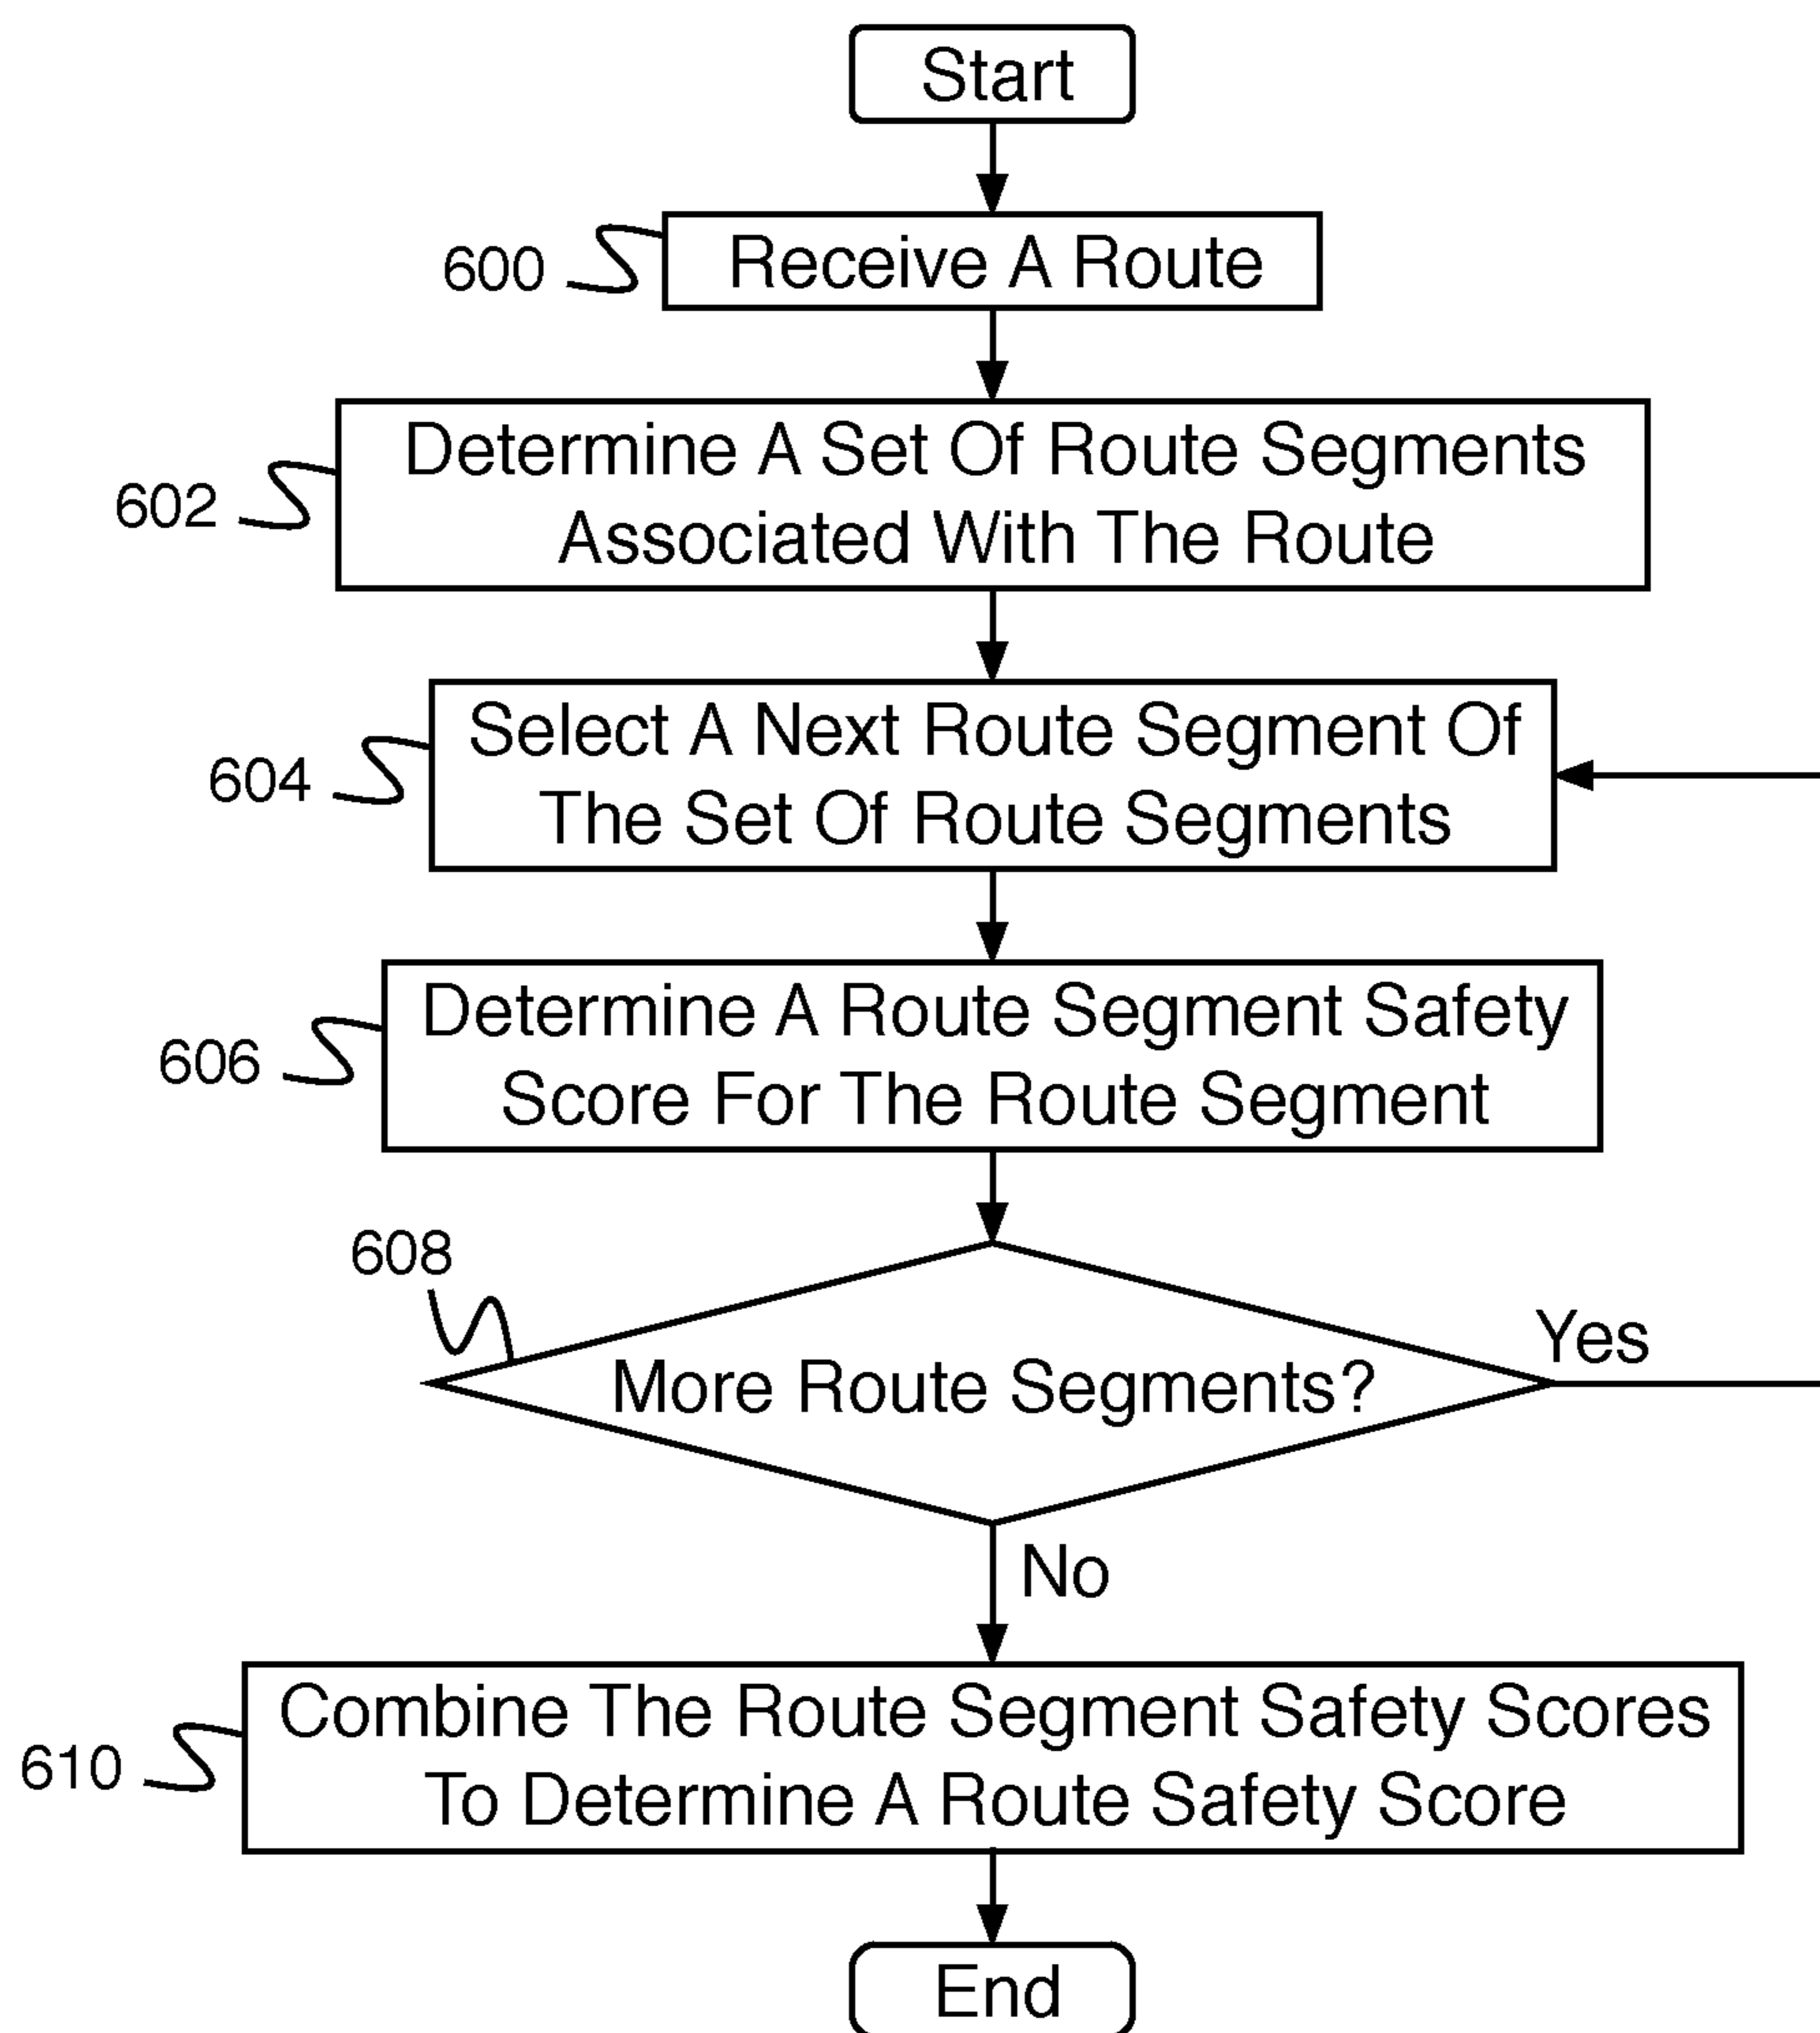 Start
600
Receive A Route
602
Determine A Set Of Route Segments
Associated With The Route
604
Select A Next Route Segment Of
The Set Of Route Segments
606
Determine A Route Segment Safety
Score For The Route Segment
608
More Route Segments?
Yes
No
610
Combine The Route Segment Safety Scores
To Determine A Route Safety Score
End